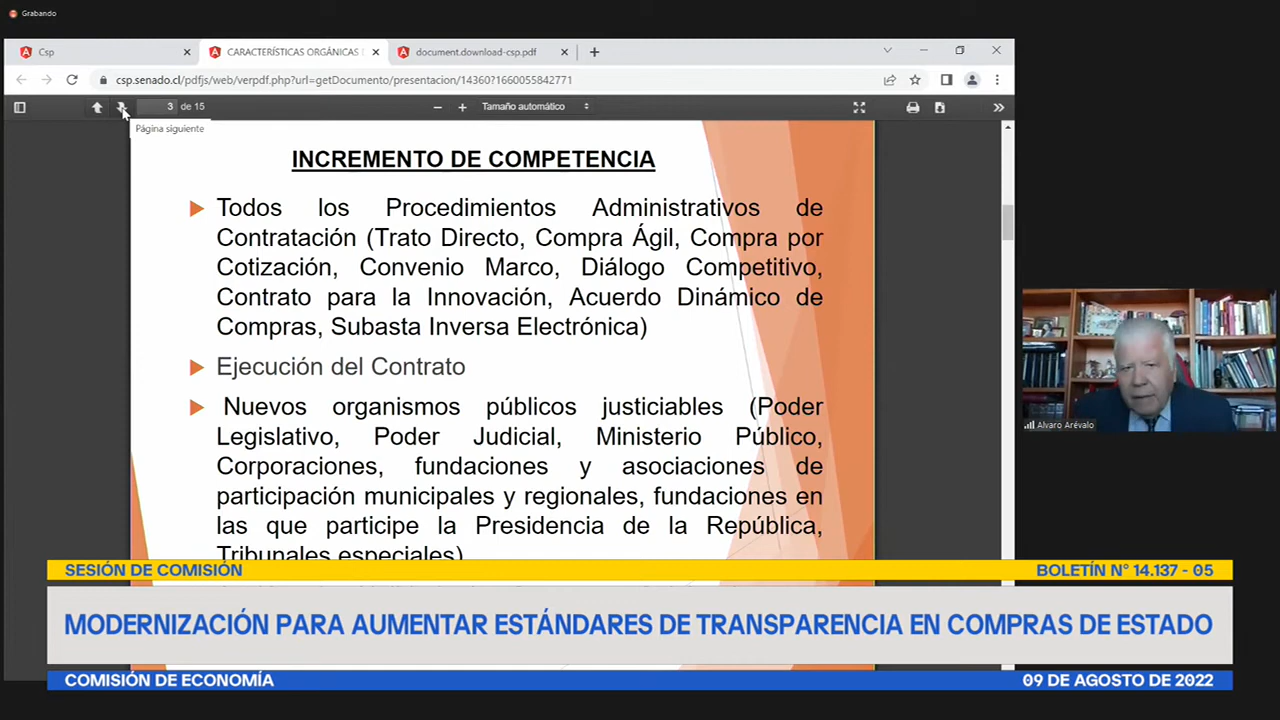 Grabando
Csp
CARACTERÍSTICAS ORGÁNICAS
document.download-csp.pdf
csp.senado.cl/pdfjs/web/verpdf.php?url=getDocumento/presentacion/14360?1660055842771
3 de 15
Tamaño automático
Página siguiente
INCREMENTO DE COMPETENCIA
Todos los Procedimientos Administrativos de
Contratación (Trato Directo, Compra Ágil, Compra por
Cotización, Convenio Marco, Diálogo Competitivo,
Contrato para la Innovación, Acuerdo Dinámico de
Compras, Subasta Inversa Electrónica)
Ejecución del Contrato
Nuevos organismos públicos justiciables (Poder
Legislativo, Poder Judicial, Ministerio Público,
Corporaciones, fundaciones y asociaciones de
participación municipales y regionales, fundaciones en
las que participe la Presidencia de la República,
Tribunales especiales)
Alvaro Arévalo
SESIÓN DE COMISIÓN
BOLETÍN N° 14.137 - 05
MODERNIZACIÓN PARA AUMENTAR ESTÁNDARES DE TRANSPARENCIA EN COMPRAS DE ESTADO
COMISIÓN DE ECONOMÍA
09 DE AGOSTO DE 2022